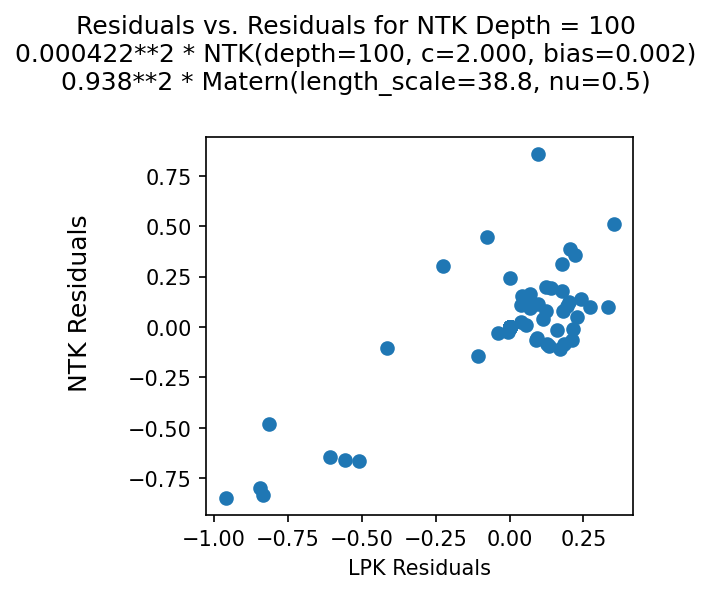 Residuals vs. Residuals for NTK Depth = 100
0.000422**2 * NTK(depth=100, c=2.000, bias=0.002)
0.938**2 * Matern(length_scale=38.8, nu=0.5)
NTK Residuals
0.75
0.50
0.25
0.00
−0.25
−0.50
−0.75
−1.00 −0.75 −0.50 −0.25 0.00 0.25
LPK Residuals